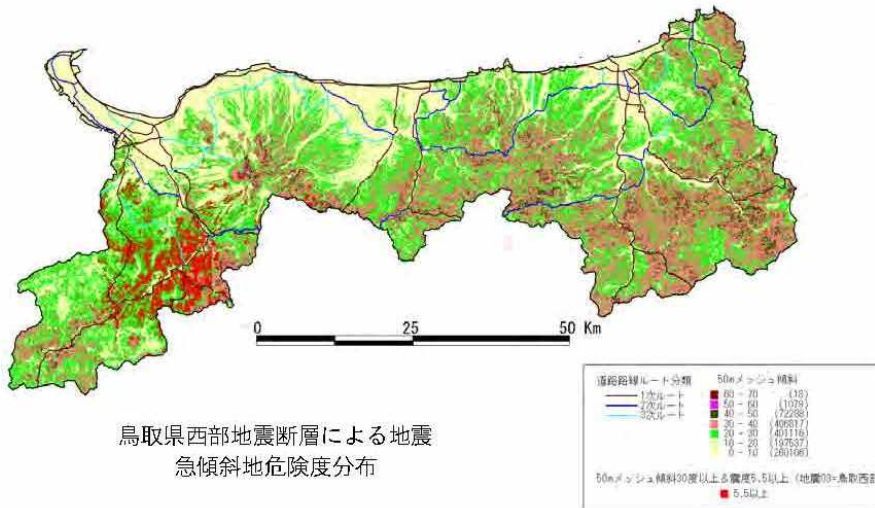 0 25 50 Km
鳥取県西部地震断層による地震
急傾斜地危険度分布
道路路線ルート分類
1次ルート
2次ルート
3次ルート
50mメッシュ傾斜
60 - 70 (18)
50 - 60 (1079)
40 - 50 (72288)
30 - 40 (406817)
20 - 30 (401116)
10 - 20 (197537)
0 - 10 (260106)
50mメッシュ傾斜30度以上&震度5.5以上 (地震03=鳥取西部
5.5以上